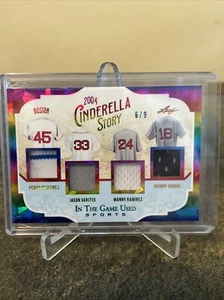 BOSTON
2004
CINDERELLA
STORY
6/9
Leaf
45
33
24
18
PEDRO MARTINEZ
JASON VARITEK
MANNY RAMIREZ
JOHNNY DAMON
IN THE GAME USED
SPORTS